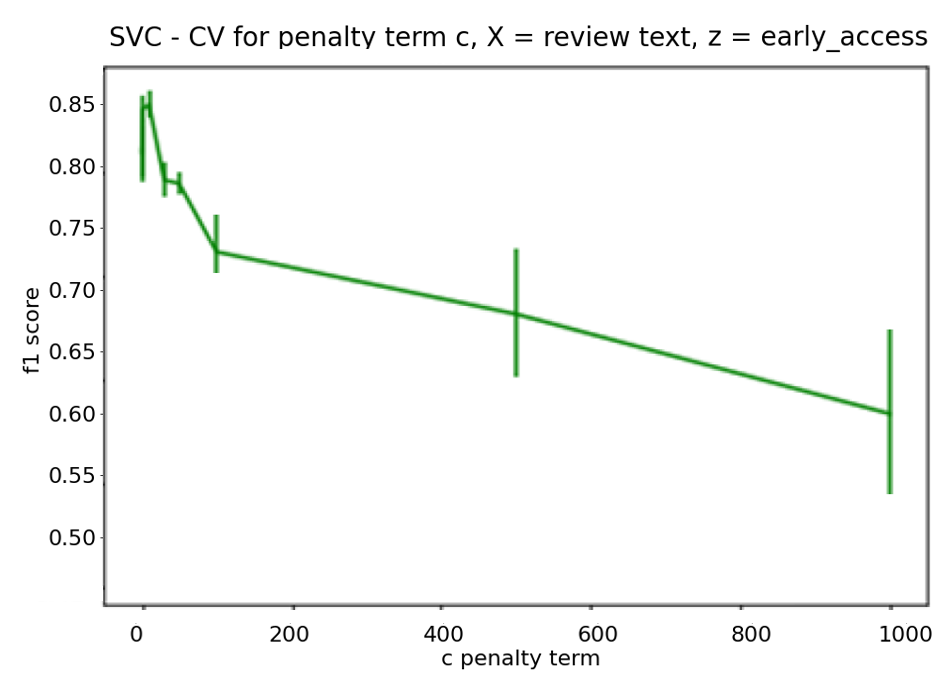 SVC - CV for penalty term c, X = review text, z = early_access
0.85
0.80
0.75
0.70
0.65
0.60
0.55
0.50
f1 score
0 200 400 600 800 1000
c penalty term